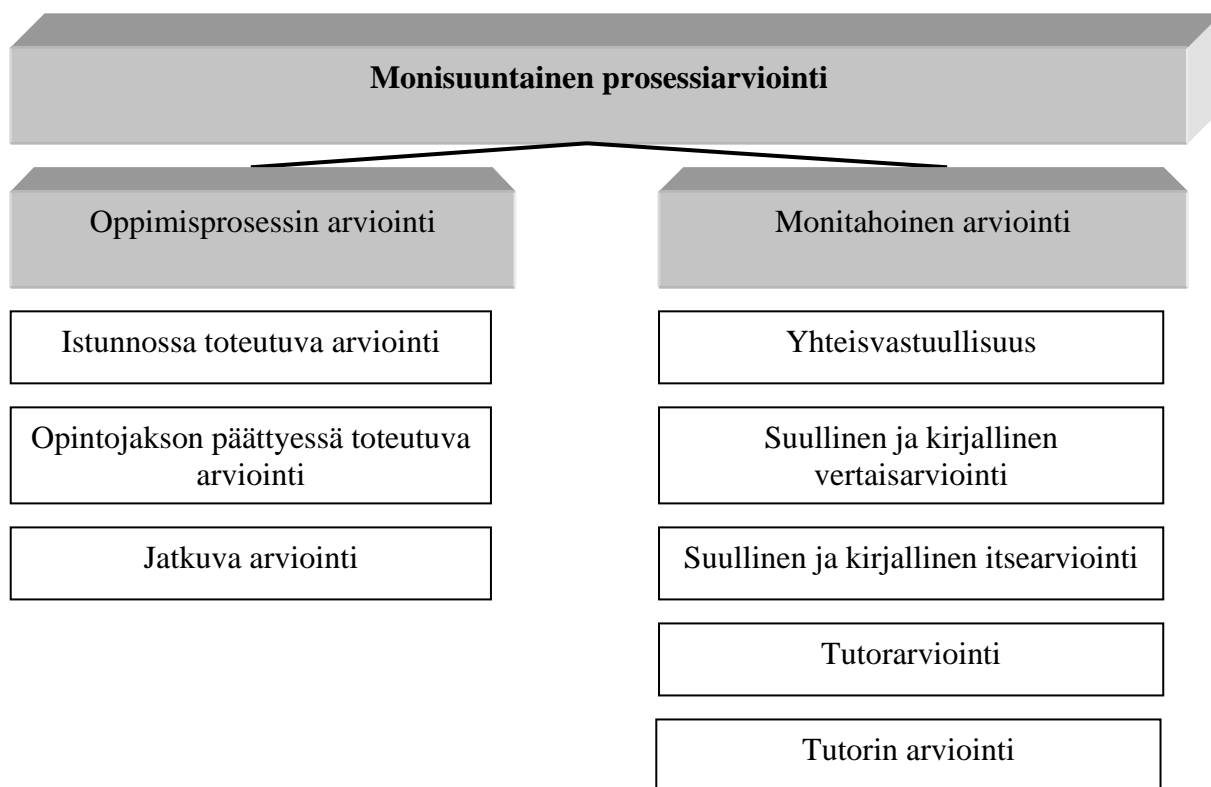 Monisuuntainen prosessiarviointi
Oppimisprosessin arviointi
Istunnossa toteutuva arviointi
Opintojakson päättyessä toteutuva
arviointi
Jatkuva arviointi
Monitahoinen arviointi
Yhteisvastuullisuus
Suullinen ja kirjallinen
vertaisarviointi
Suullinen ja kirjallinen itsearviointi
Tutorarviointi
Tutorin arviointi